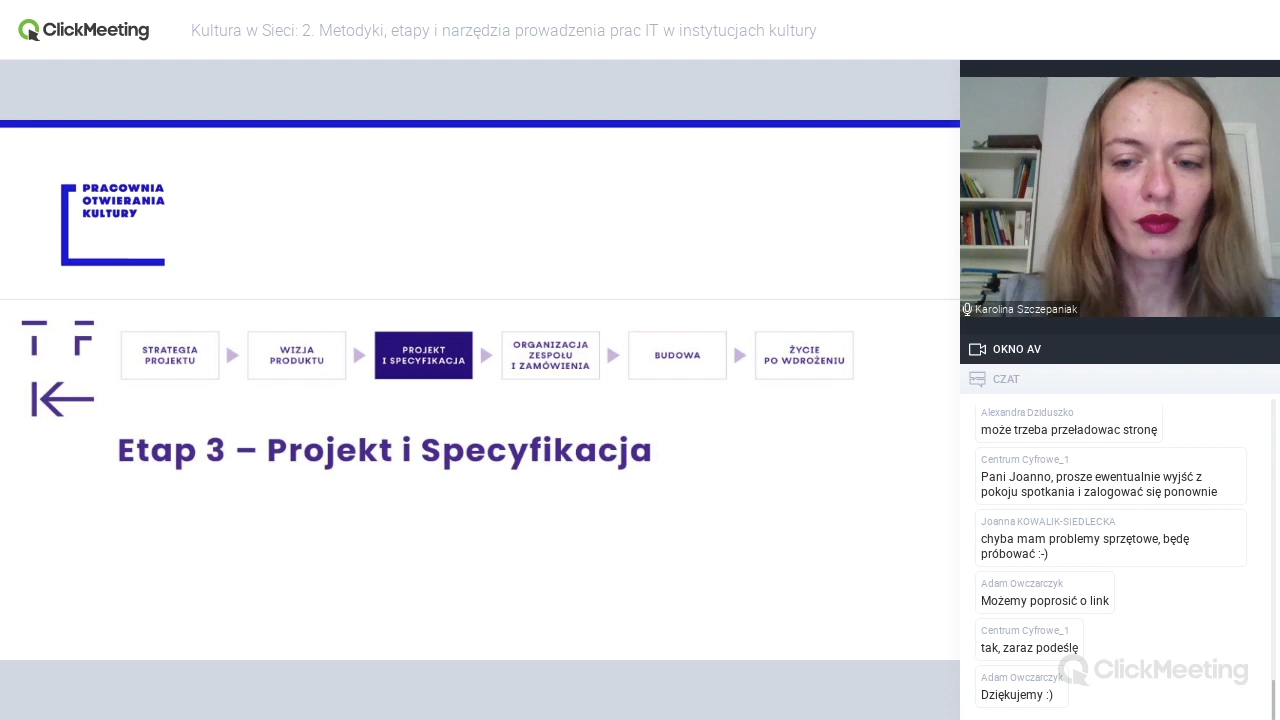 ClickMeeting
Kultura w Sieci: 2. Metodyki, etapy i narzędzia prowadzenia prac IT w instytucjach kultury
PRACOWNIA
OTWIERANIA
KULTURY
T F
K
STRATEGIA
PROJEKTU
WIZJA
PRODUKTU
PROJEKT
I SPECYFIKACJA
ORGANIZACJA
ZESPOŁU
I ZAMÓWIENIA
BUDOWA
ŻYCIE
PO WDROŻENIU
Etap 3 – Projekt i Specyfikacja
Karolina Szczepaniak
OKNO AV
CZAT
Alexandra Dziduszko
może trzeba przeładowac stronę
Centrum Cyfrowe_1
Pani Joanno, prosze ewentualnie wyjść z
pokoju spotkania i zalogować się ponownie
Joanna KOWALIK-SIEDLECKA
chyba mam problemy sprzętowe, będę
próbować :-)
Adam Owczarczyk
Możemy poprosić o link
Centrum Cyfrowe_1
tak, zaraz podeślę
Adam Owczarczyk
Dziękujemy :)
ClickMeeting